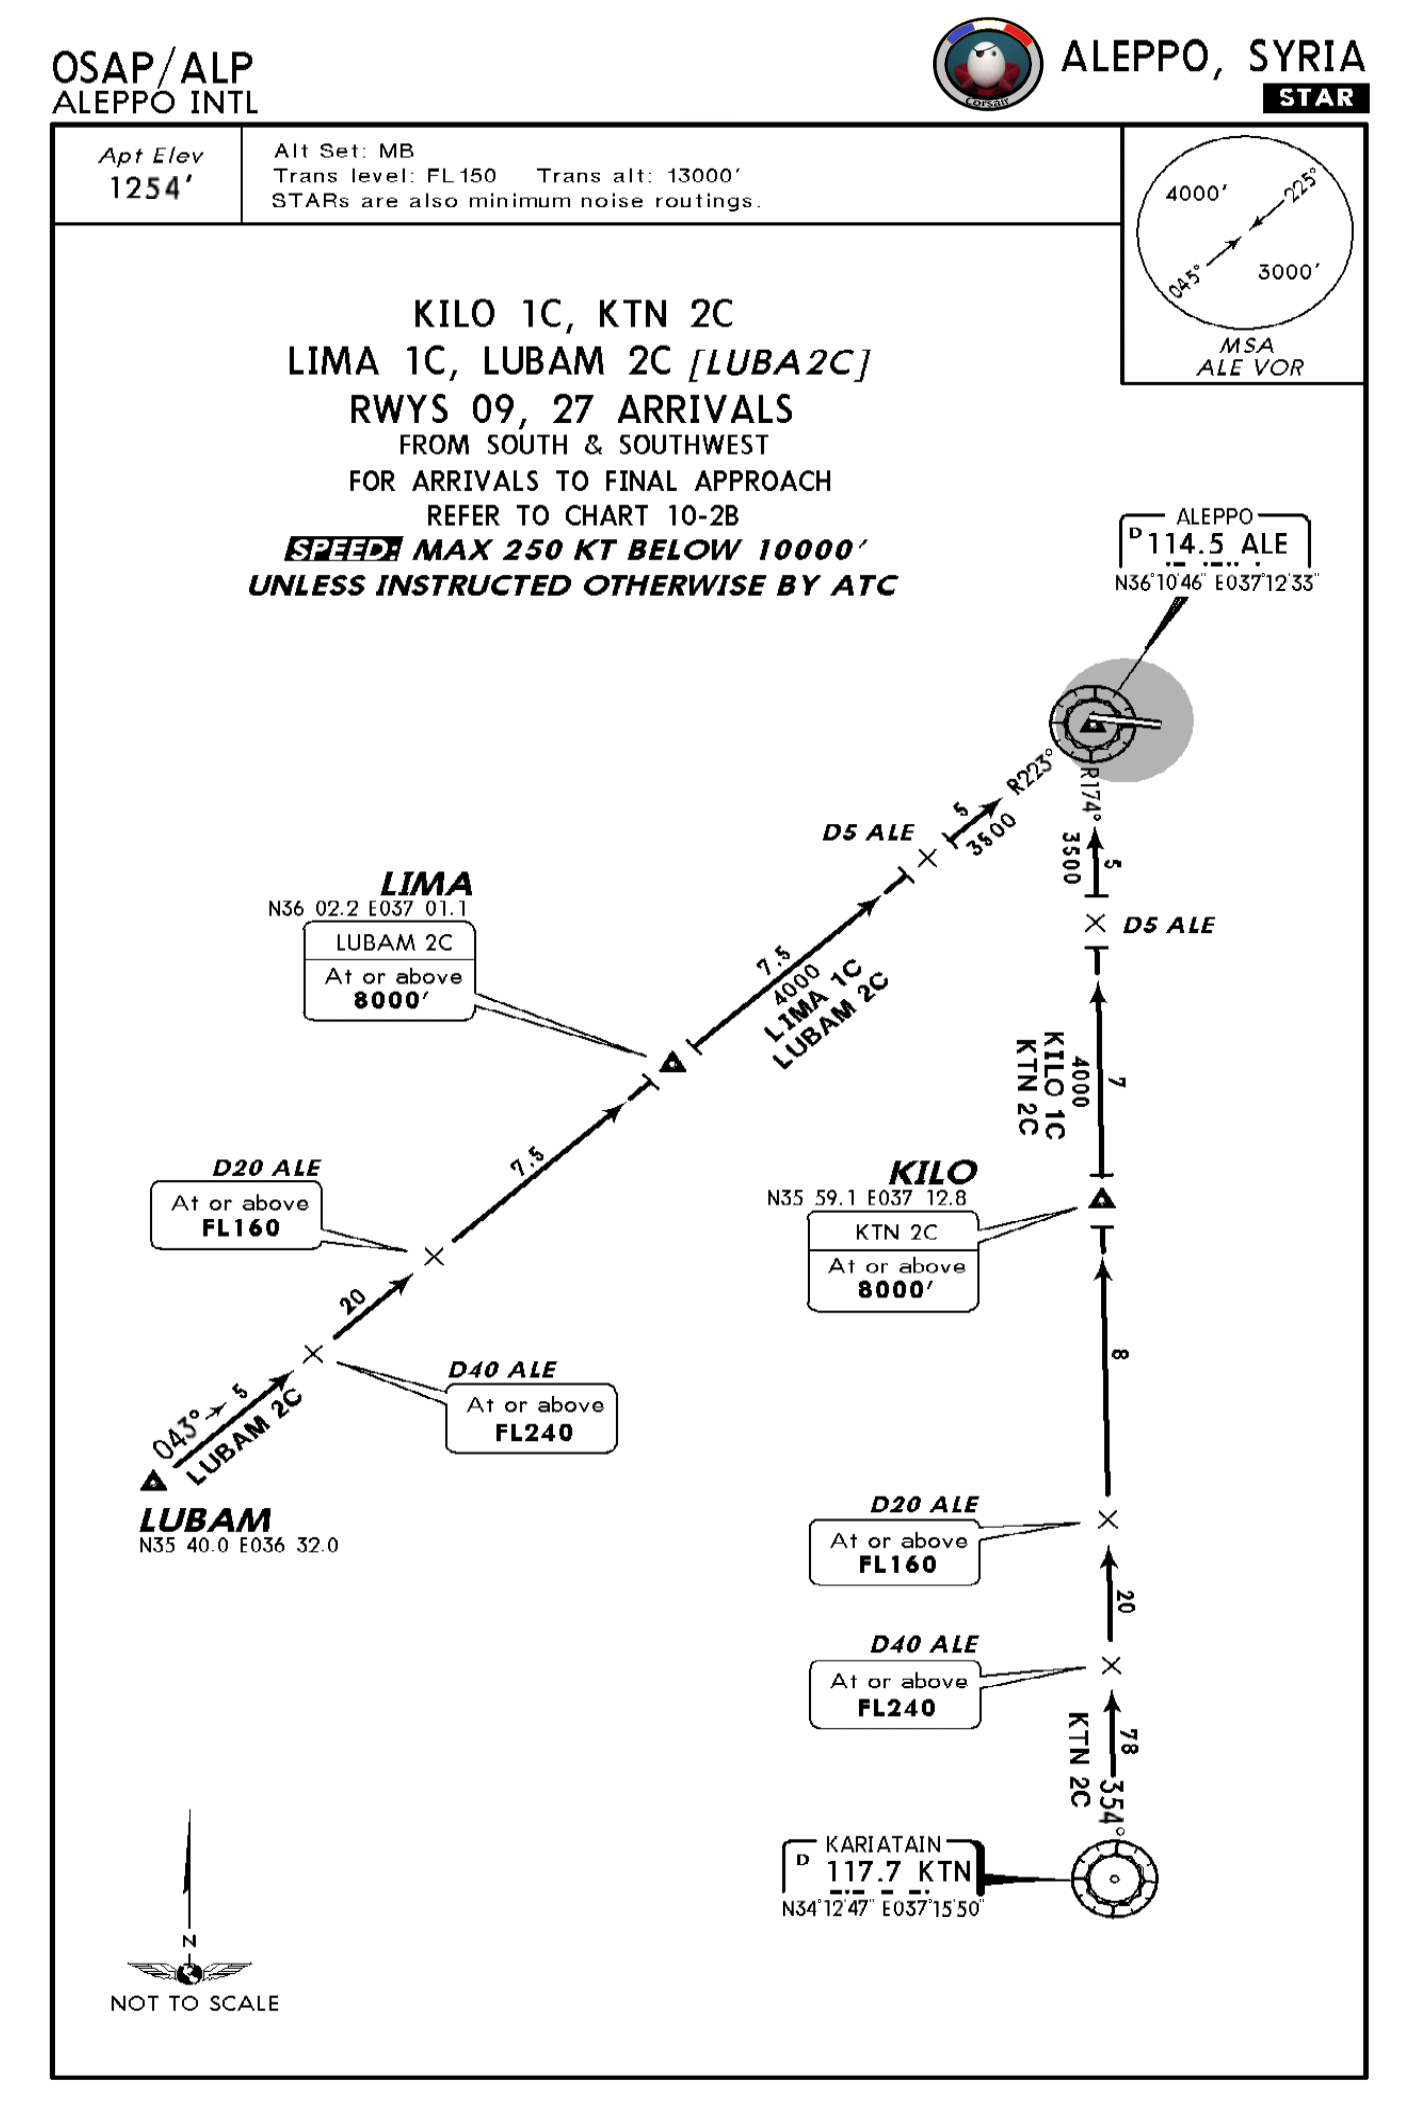 OSAP/ALP
ALEPPO INTL
Corsair
ALEPPO, SYRIA
STAR
Apt Elev
1254'
Alt Set: MB
Trans level: FL150 Trans alt: 13000'
STARs are also minimum noise routings.
4000'
225°
045°
3000'
MSA
ALE VOR
KILO 1C, KTN 2C
LIMA 1C, LUBAM 2C [LUBA2C]
RWYS 09, 27 ARRIVALS
FROM SOUTH & SOUTHWEST
FOR ARRIVALS TO FINAL APPROACH
REFER TO CHART 10-2B
SPEED: MAX 250 KT BELOW 10000'
UNLESS INSTRUCTED OTHERWISE BY ATC
ALEPPO
D 114.5 ALE
N36°10'46" E037°12'33"
R223°
R174°
D5 ALE
5
3500
3500
5
D5 ALE
LIMA
N36 02.2 E037 01.1
LUBAM 2C
At or above
8000'
7.5
4000
LIMA 1C
LUBAM 2C
7
4000
KILO 1C
KTN 2C
D20 ALE
At or above
FL160
7.5
KILO
N35 59.1 E037 12.8
KTN 2C
At or above
8000'
20
8
D40 ALE
At or above
FL240
043°
5
LUBAM 2C
LUBAM
N35 40.0 E036 32.0
D20 ALE
At or above
FL160
20
D40 ALE
At or above
FL240
78
KTN 2C
354°
KARIATAIN
D 117.7 KTN
N34°12'47" E037°15'50"
N
NOT TO SCALE